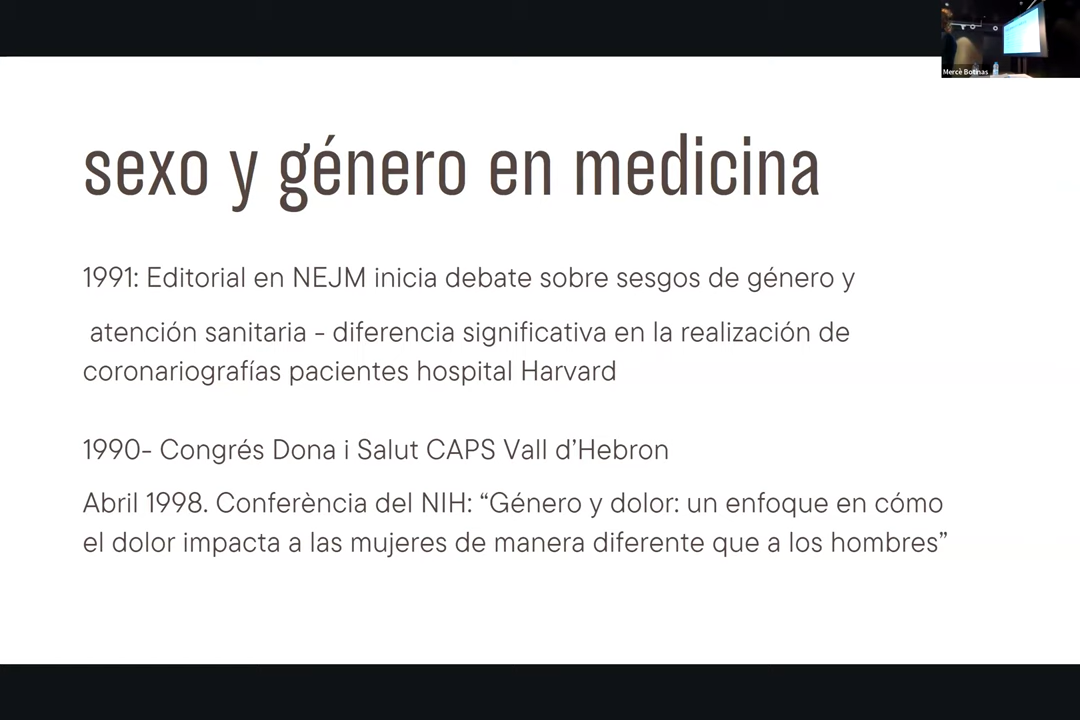 Mercè Botinas
sexo y género en medicina
1991: Editorial en NEJM inicia debate sobre sesgos de género y
atención sanitaria - diferencia significativa en la realización de
coronariografías pacientes hospital Harvard
1990- Congrés Dona i Salut CAPS Vall d’Hebron
Abril 1998. Conferència del NIH: “Género y dolor: un enfoque en cómo
el dolor impacta a las mujeres de manera diferente que a los hombres”